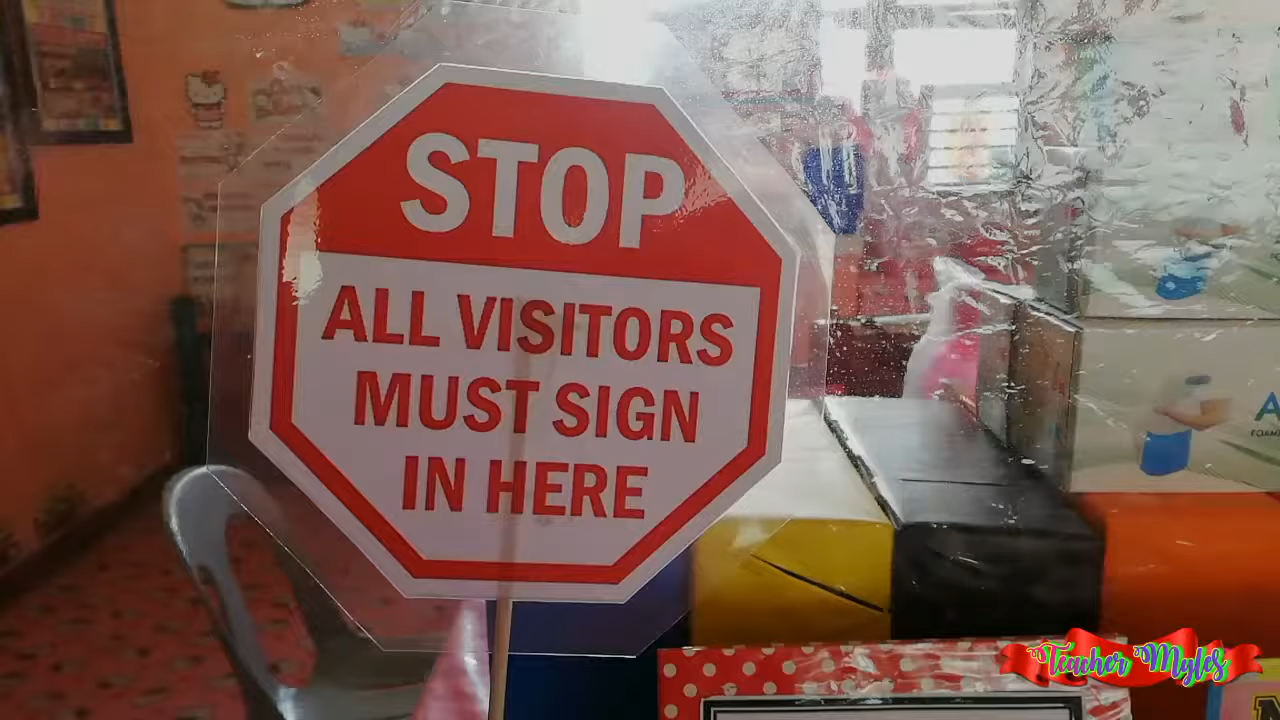 STOP
ALL VISITORS
MUST SIGN
IN HERE
Teacher Myles